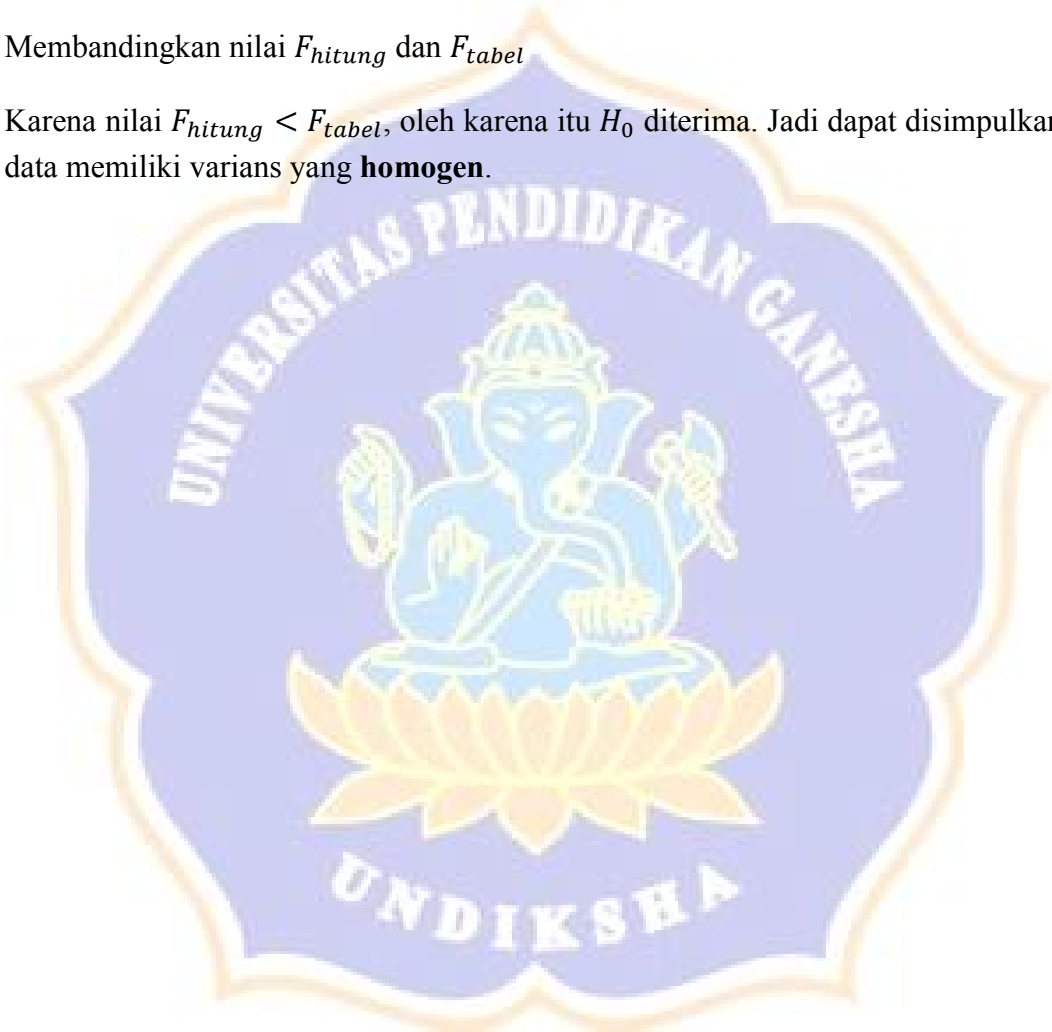 Membandingkan nilai F_hitung dan F_tabel
Karena nilai F_hitung < F_tabel, oleh karena itu H₀ diterima. Jadi dapat disimpulkan
data memiliki varians yang homogen.
UNIVERSITAS PENDIDIKAN GANESHA
UNDIKSHA